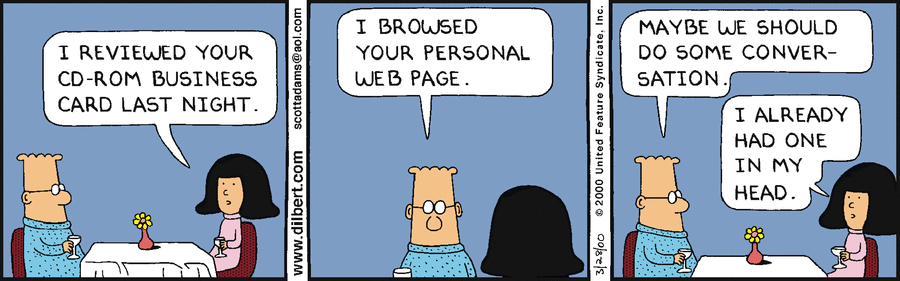 I REVIEWED YOUR
CD-ROM BUSINESS
CARD LAST NIGHT.
www.dilbert.com scottadams@aol.com
I BROWSED
YOUR PERSONAL
WEB PAGE.
3/28/00 © 2000 United Feature Syndicate, Inc.
MAYBE WE SHOULD
DO SOME CONVER-
SATION.
I ALREADY
HAD ONE
IN MY
HEAD.